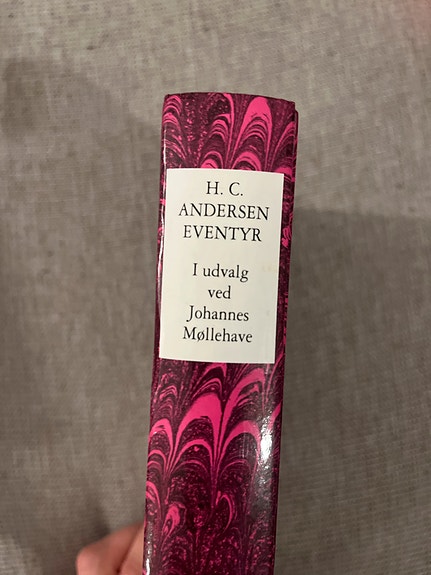 H. C.
ANDERSEN
EVENTYR
I udvalg
ved
Johannes
Møllehave